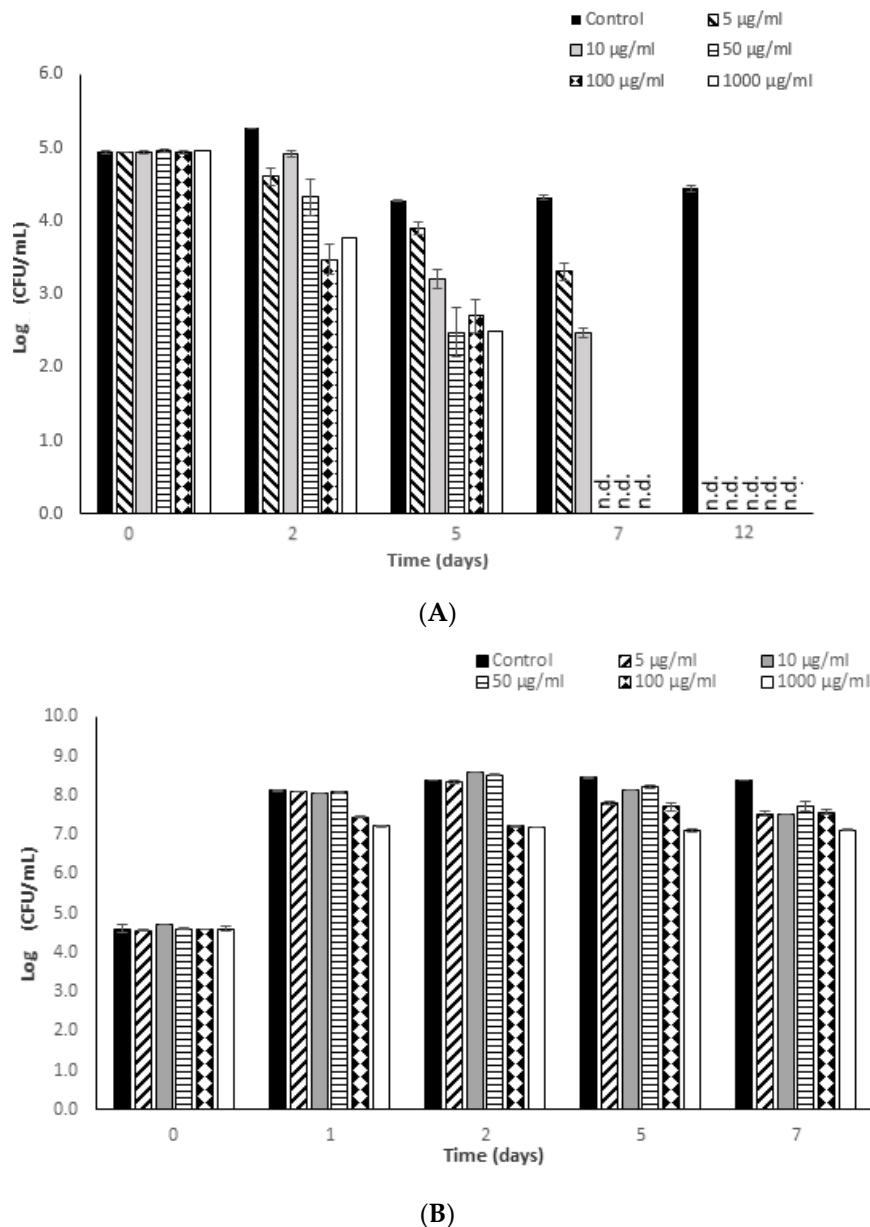 Control 5 µg/ml
10 µg/ml 50 µg/ml
100 µg/ml 1000 µg/ml
6.0
5.0
4.0
3.0
2.0
1.0
0.0
Log (CFU/mL)
n.d. n.d. n.d.
n.d. n.d. n.d. n.d. n.d.
0 2 5 7 12
Time (days)
(A)
Control 5 µg/ml 10 µg/ml
50 µg/ml 100 µg/ml 1000 µg/ml
10.0
9.0
8.0
7.0
6.0
5.0
4.0
3.0
2.0
1.0
0.0
Log (CFU/mL)
0 1 2 5 7
Time (days)
(B)